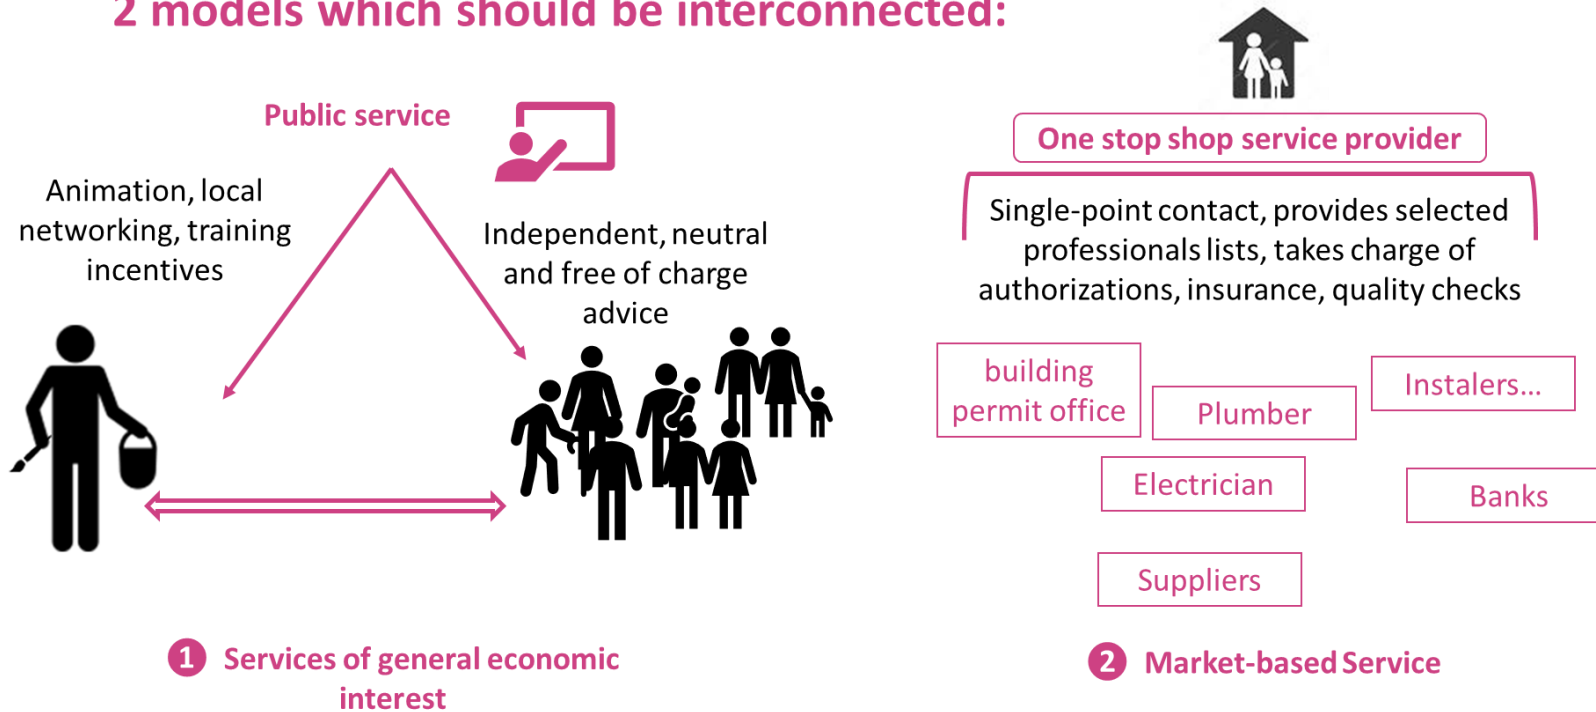 2 models which should be interconnected:
Public service
Animation, local
networking, training
incentives
Independent, neutral
and free of charge
advice
❶ Services of general economic
interest
One stop shop service provider
Single-point contact, provides selected
professionals lists, takes charge of
authorizations, insurance, quality checks
building
permit office
Plumber
Instalers...
Electrician
Banks
Suppliers
❷ Market-based Service